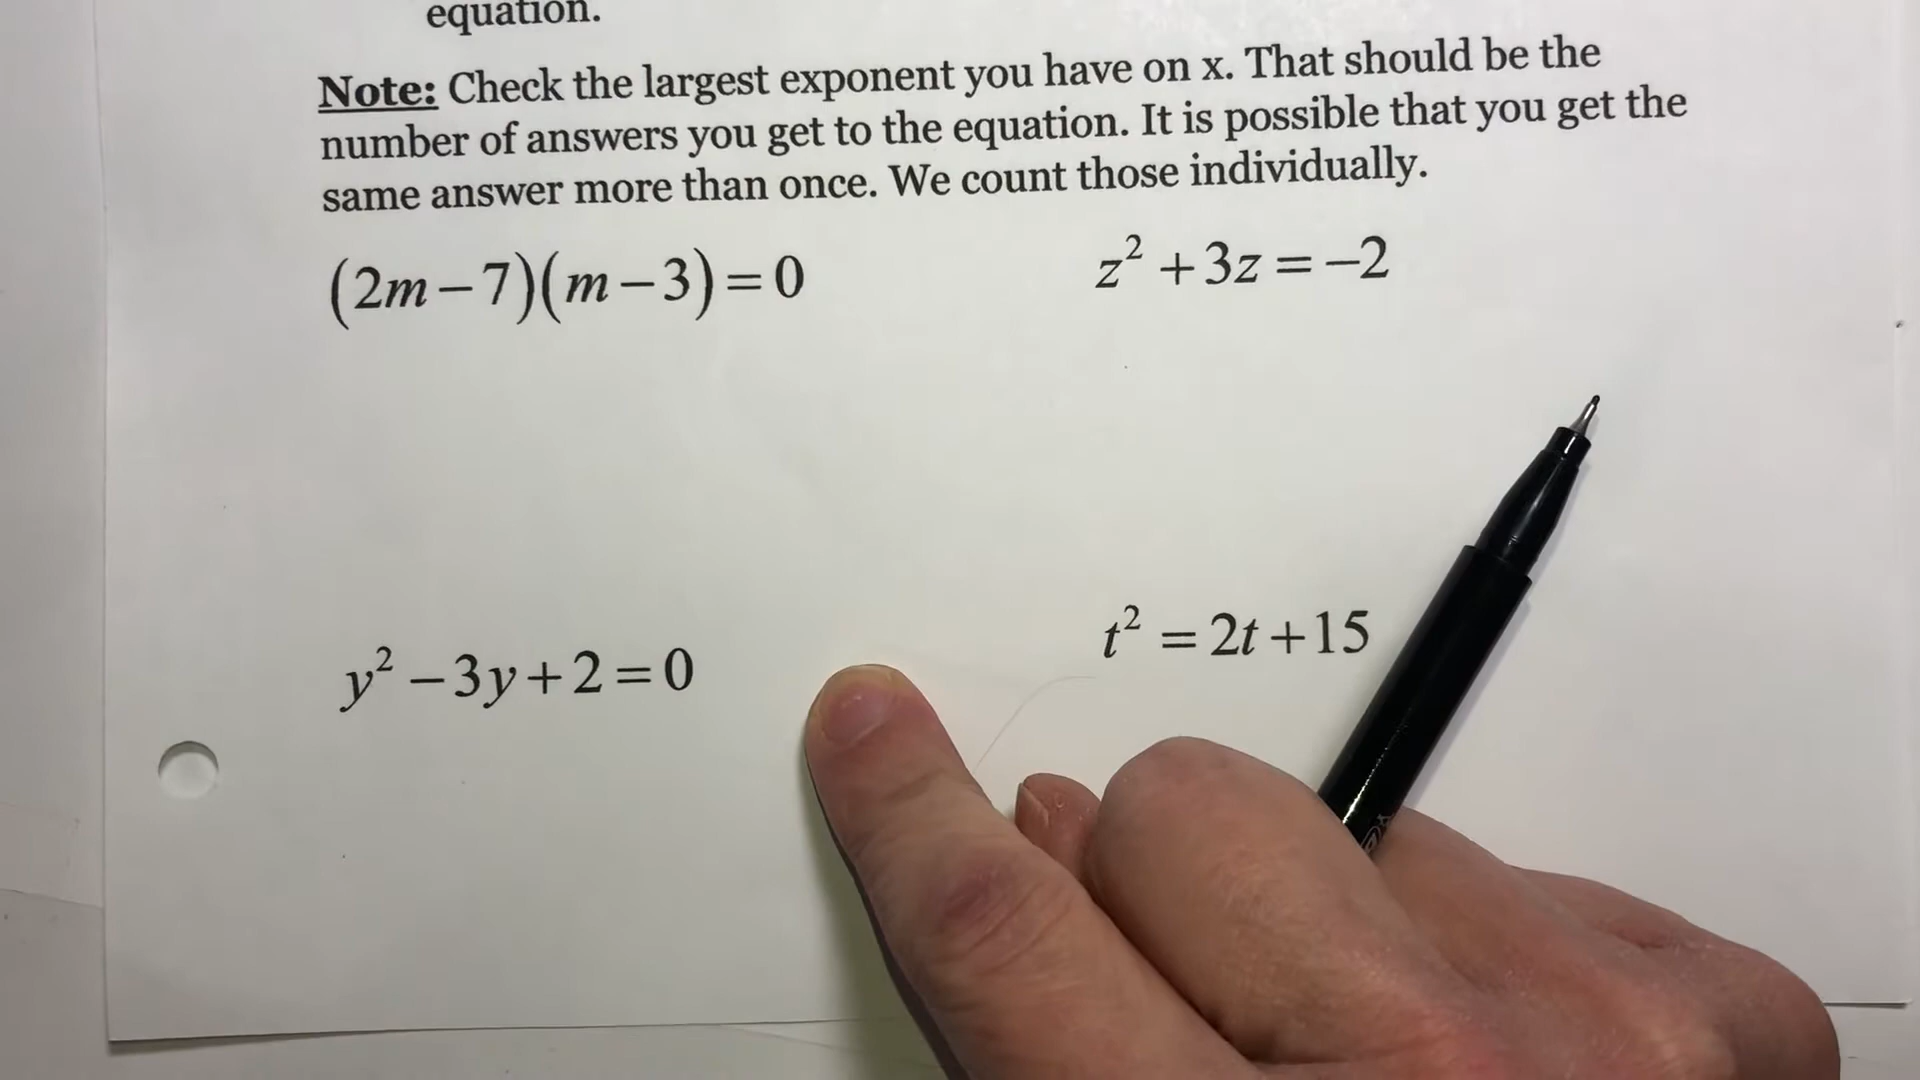 equation.
Note: Check the largest exponent you have on x. That should be the
number of answers you get to the equation. It is possible that you get the
same answer more than once. We count those individually.
(2m − 7)(m − 3) = 0
z² + 3z = −2
y² − 3y + 2 = 0
t² = 2t + 15